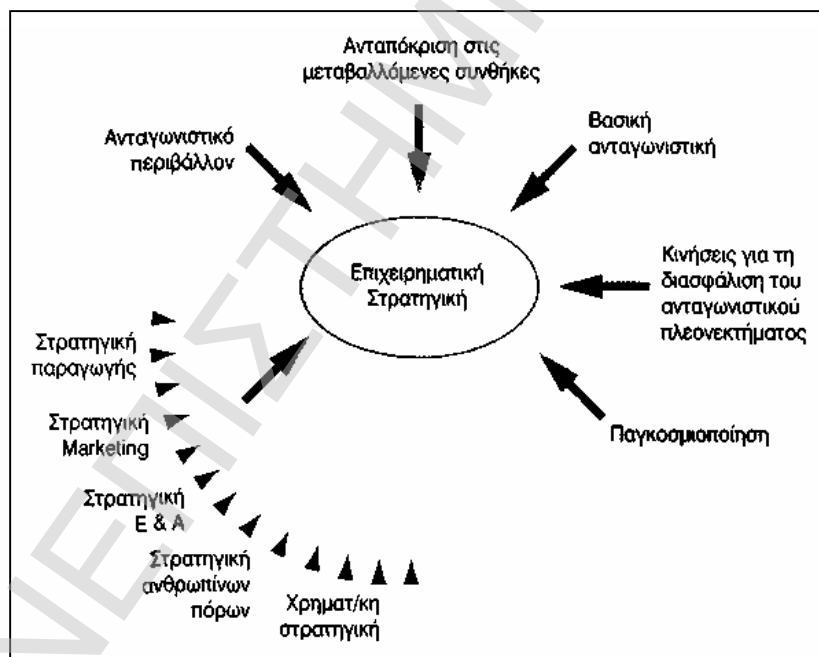 Ανταπόκριση στις
μεταβαλλόμενες συνθήκες
Ανταγωνιστικό
περιβάλλον
Βασική
ανταγωνιστική
Επιχειρηματική
Στρατηγική
Κινήσεις για τη
διασφάλιση του
ανταγωνιστικού
πλεονεκτήματος
Στρατηγική
παραγωγής
Στρατηγική
Marketing
Παγκοσμιοποίηση
Στρατηγική
Ε & Α
Στρατηγική
ανθρωπίνων
πόρων
Χρηματ/κη
στρατηγική